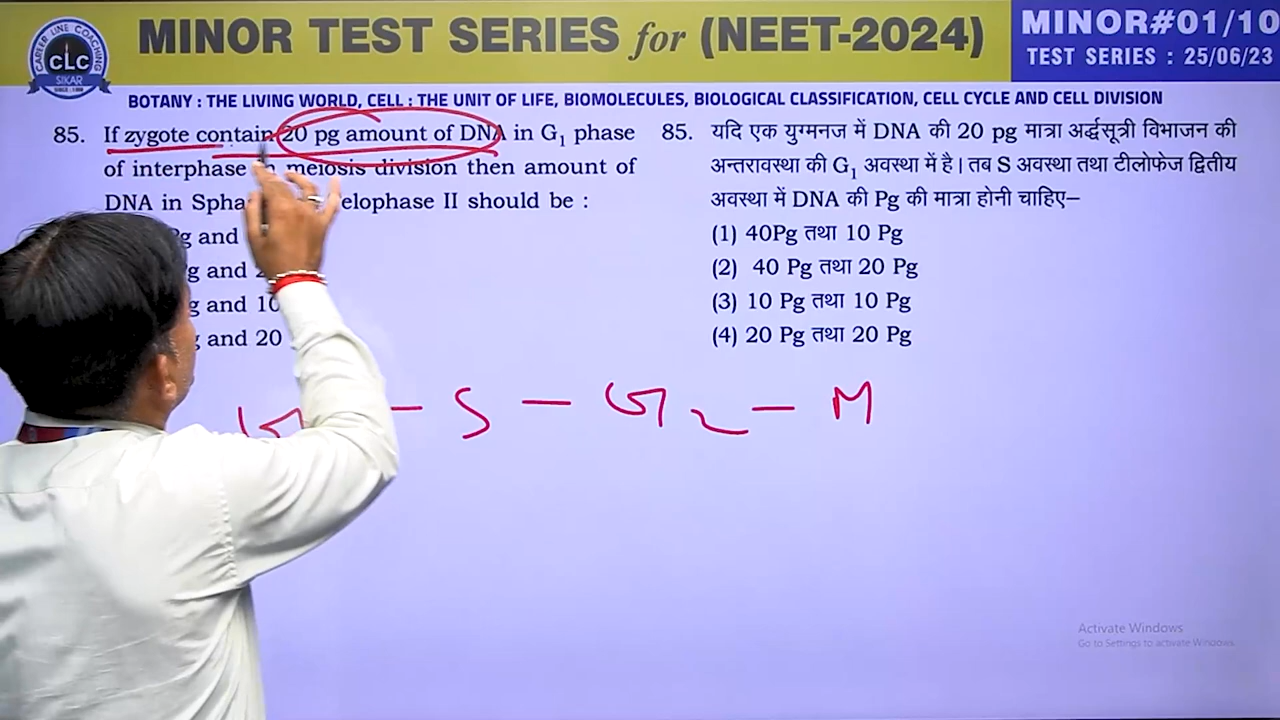 CAREER LINE COACHING
CLC
SIKAR
SINCE : 1996
MINOR TEST SERIES for (NEET-2024)
MINOR#01/10
TEST SERIES : 25/06/23
BOTANY : THE LIVING WORLD, CELL : THE UNIT OF LIFE, BIOMOLECULES, BIOLOGICAL CLASSIFICATION, CELL CYCLE AND CELL DIVISION
85. If zygote contain 20 pg amount of DNA in G₁ phase
of interphase meiosis division then amount of
DNA in elophase II should be :
g and
g and
g and 10
g and 20
85. यदि एक युग्मनज में DNA की 20 pg मात्रा अर्द्धसूत्री विभाजन की
अन्तरावस्था की G₁ अवस्था में है। तब S अवस्था तथा टीलोफेज द्वितीय
अवस्था में DNA की Pg की मात्रा होनी चाहिए–
(1) 40Pg तथा 10 Pg
(2) 40 Pg तथा 20 Pg
(3) 10 Pg तथा 10 Pg
(4) 20 Pg तथा 20 Pg
– S – G₂ – M
Activate Windows
Go to Settings to activate Windows.